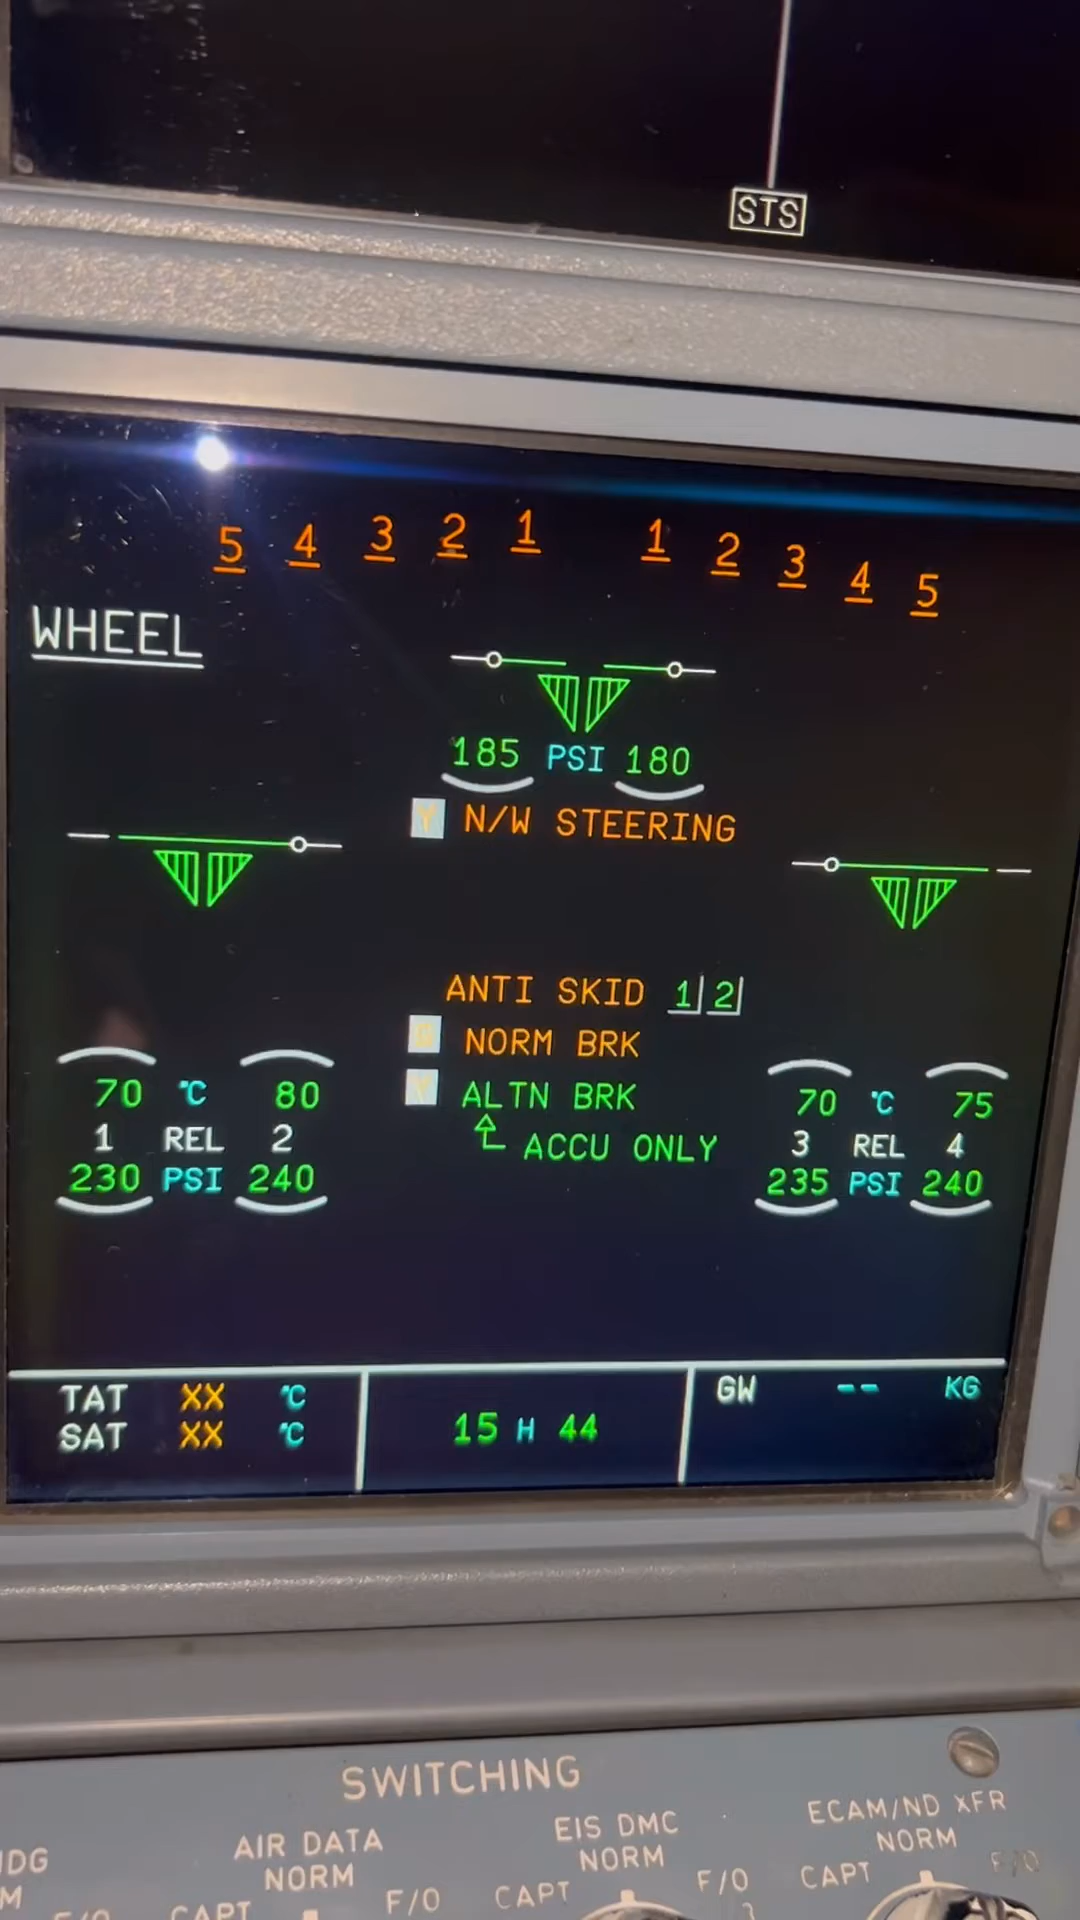 STS
5 4 3 2 1 1 2 3 4 5
WHEEL
185 PSI 180
Y N/W STEERING
ANTI SKID 1 2
G NORM BRK
Y ALTN BRK
ACCU ONLY
70 °C 80
1 REL 2
230 PSI 240
70 °C 75
3 REL 4
235 PSI 240
TAT XX °C
SAT XX °C
15 H 44
GW -- KG
SWITCHING
AIR DATA
NORM
CAPT F/O
EIS DMC
NORM
CAPT F/O
3
ECAM/ND XFR
NORM
CAPT F/O
HDG
M
F/O